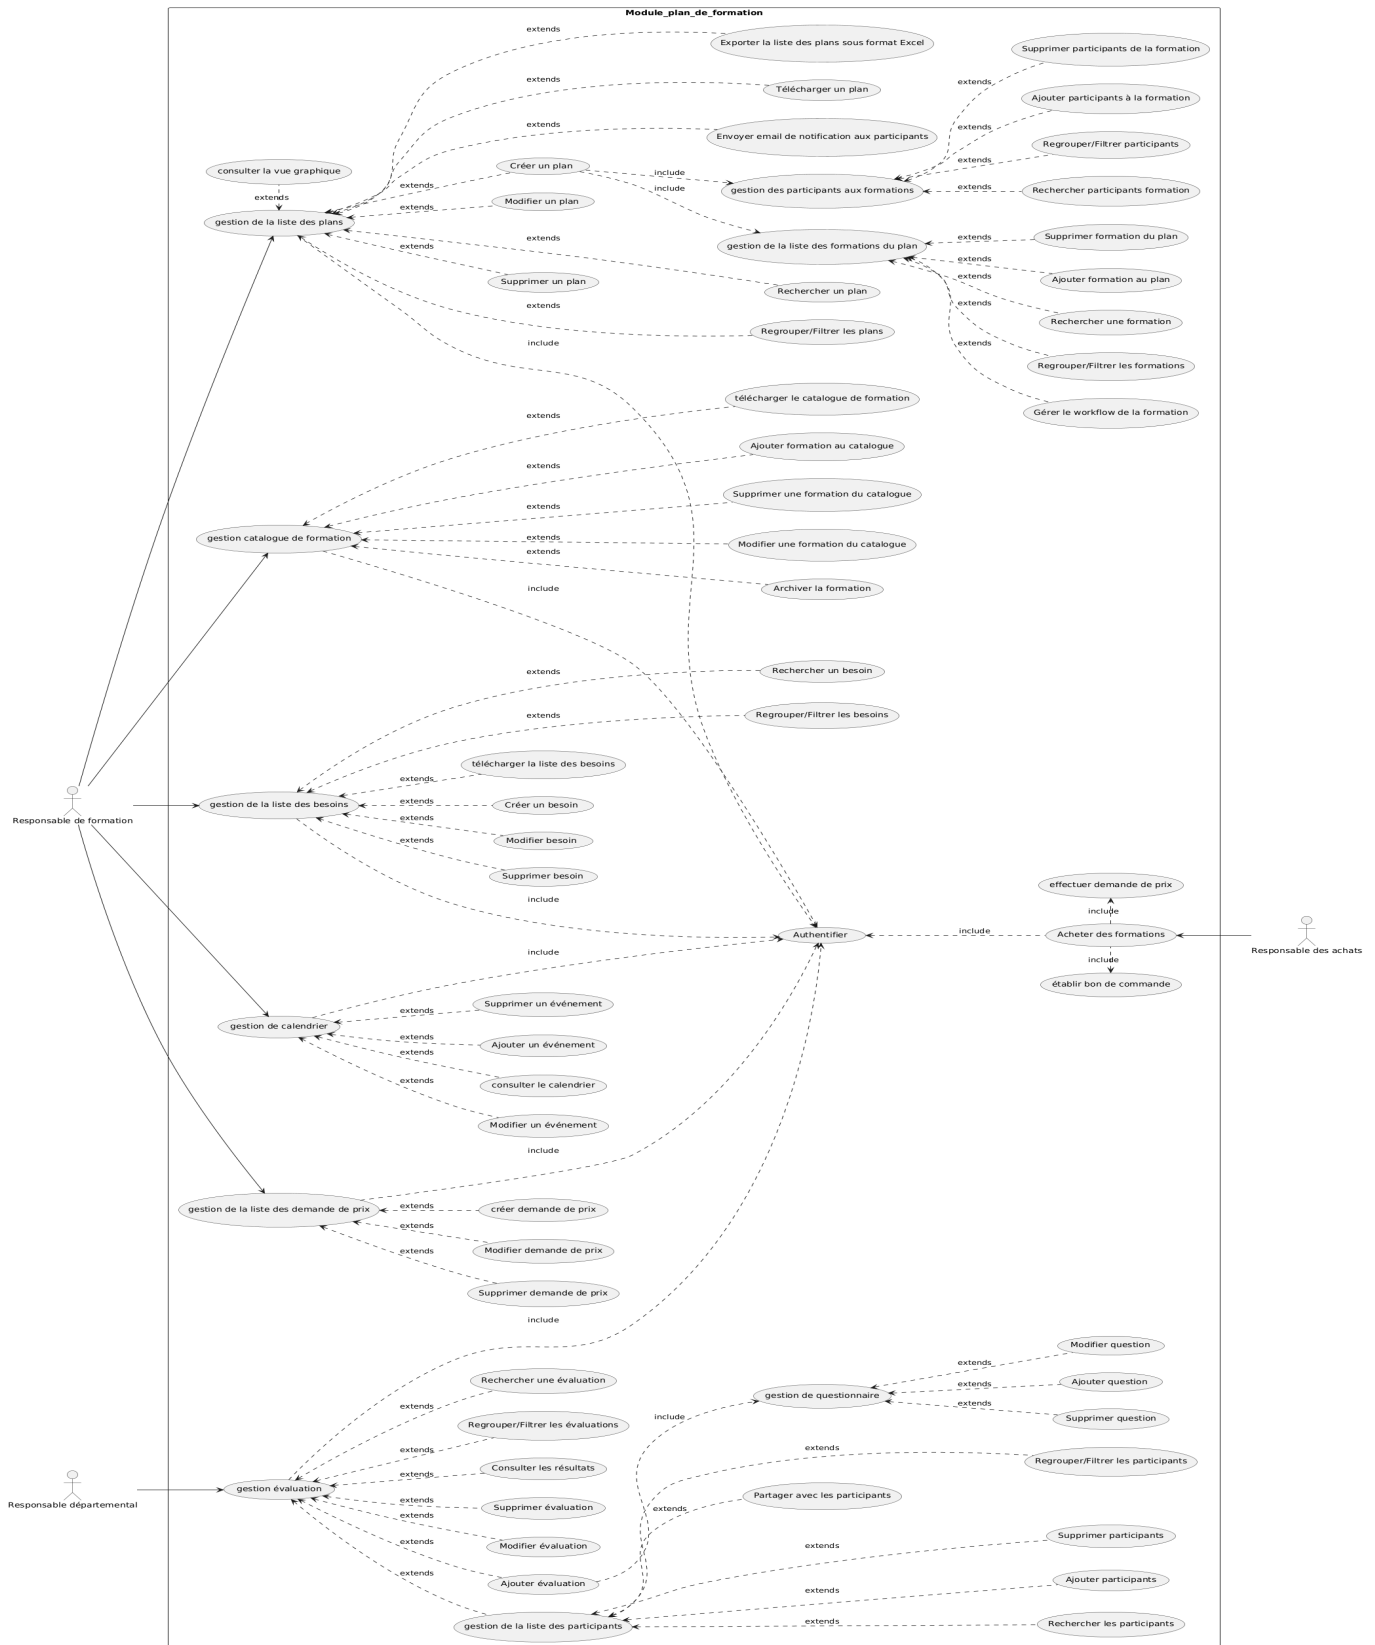 Module_plan_de_formation
extends
Exporter la liste des plans sous format Excel
Supprimer participants de la formation
extends
Télécharger un plan
extends
Ajouter participants à la formation
extends
Envoyer email de notification aux participants
extends
Regrouper/Filtrer participants
consulter la vue graphique
Créer un plan
include
extends
extends
gestion des participants aux formations
extends
Rechercher participants formation
extends
include
Modifier un plan
extends
gestion de la liste des plans
gestion de la liste des formations du plan
extends
Supprimer formation du plan
extends
extends
extends
Ajouter formation au plan
extends
Supprimer un plan
Rechercher un plan
extends
extends
Rechercher une formation
Regrouper/Filtrer les plans
include
extends
Regrouper/Filtrer les formations
télécharger le catalogue de formation
Gérer le workflow de la formation
extends
Ajouter formation au catalogue
extends
Supprimer une formation du catalogue
extends
gestion catalogue de formation
extends
Modifier une formation du catalogue
extends
include
Archiver la formation
extends
Rechercher un besoin
extends
Regrouper/Filtrer les besoins
télécharger la liste des besoins
extends
gestion de la liste des besoins
extends
Créer un besoin
Responsable de formation
extends
extends
Modifier besoin
Supprimer besoin
effectuer demande de prix
include
include
Authentifier
include
Acheter des formations
include
Responsable des achats
include
établir bon de commande
Supprimer un événement
extends
gestion de calendrier
extends
Ajouter un événement
extends
extends
consulter le calendrier
Modifier un événement
include
gestion de la liste des demande de prix
extends
créer demande de prix
extends
extends
Modifier demande de prix
Supprimer demande de prix
include
Modifier question
extends
Rechercher une évaluation
extends
Ajouter question
gestion de questionnaire
extends
extends
include
Supprimer question
Regrouper/Filtrer les évaluations
extends
extends
Regrouper/Filtrer les participants
extends
Consulter les résultats
gestion évaluation
extends
Partager avec les participants
Responsable départemental
extends
Supprimer évaluation
extends
extends
Supprimer participants
Modifier évaluation
extends
extends
Ajouter évaluation
extends
Ajouter participants
gestion de la liste des participants
extends
Rechercher les participants